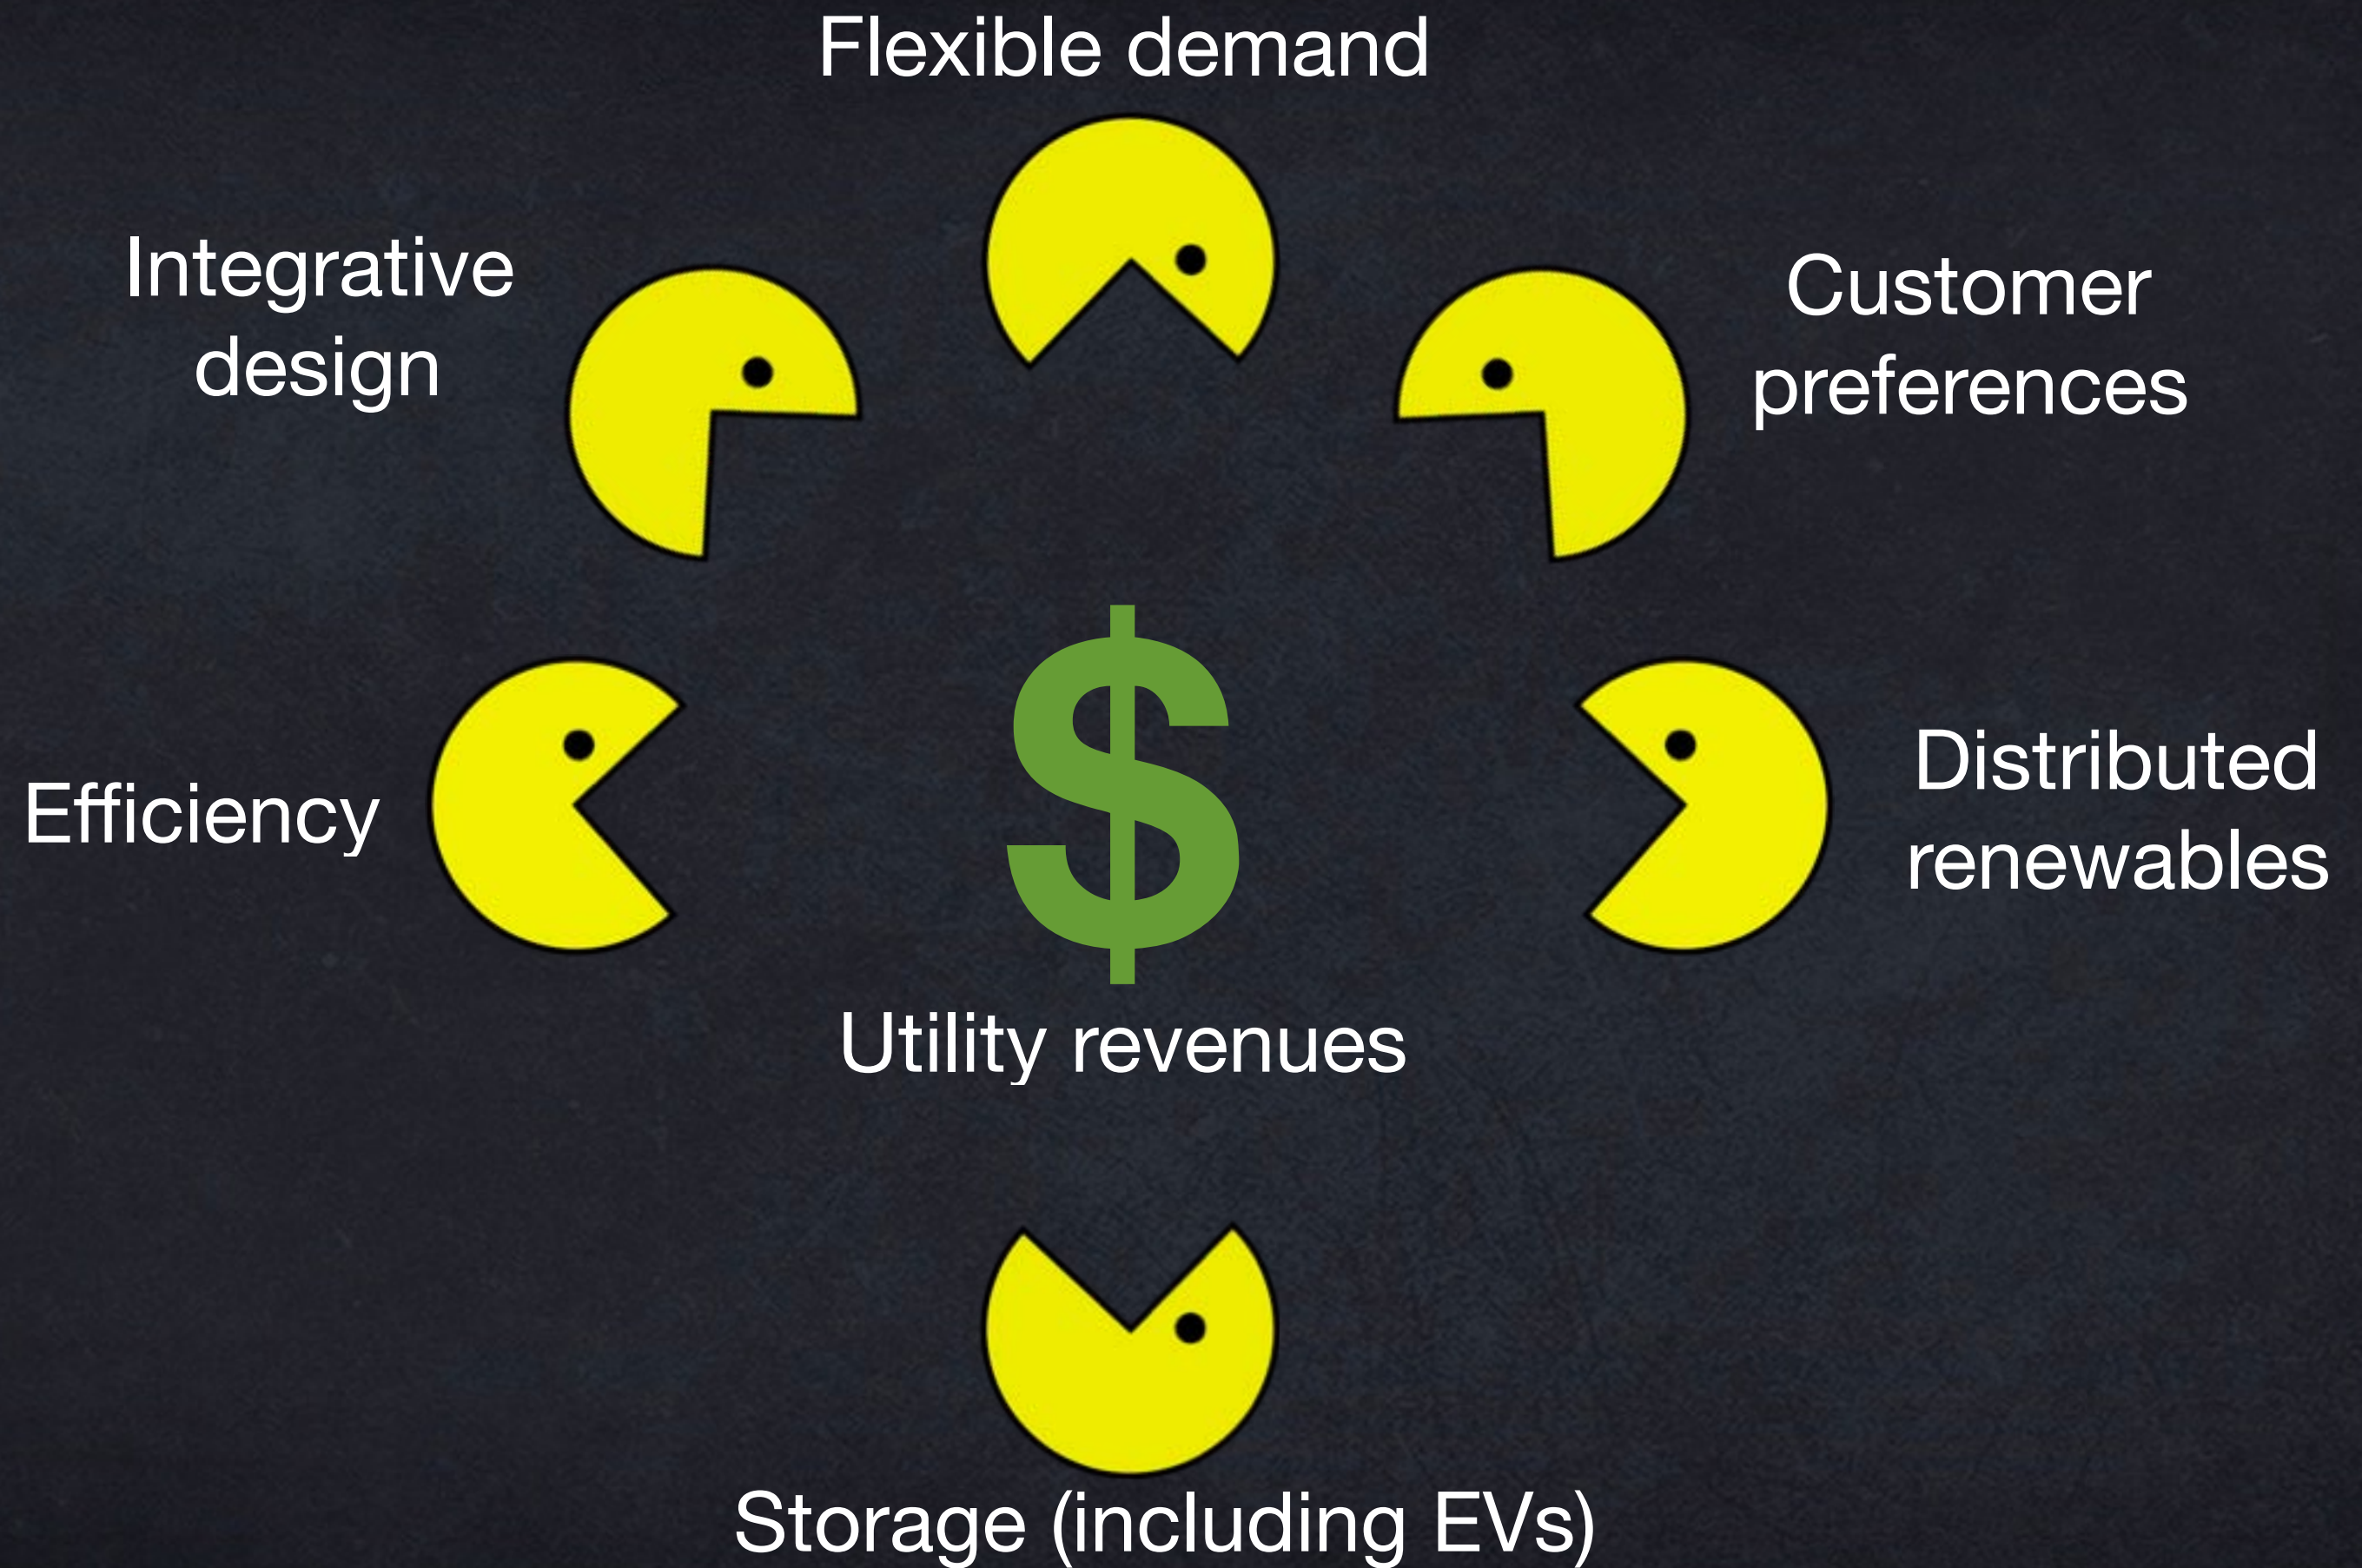 Flexible demand
Integrative
design
Customer
preferences
Efficiency
$
Distributed
renewables
Utility revenues
Storage (including EVs)